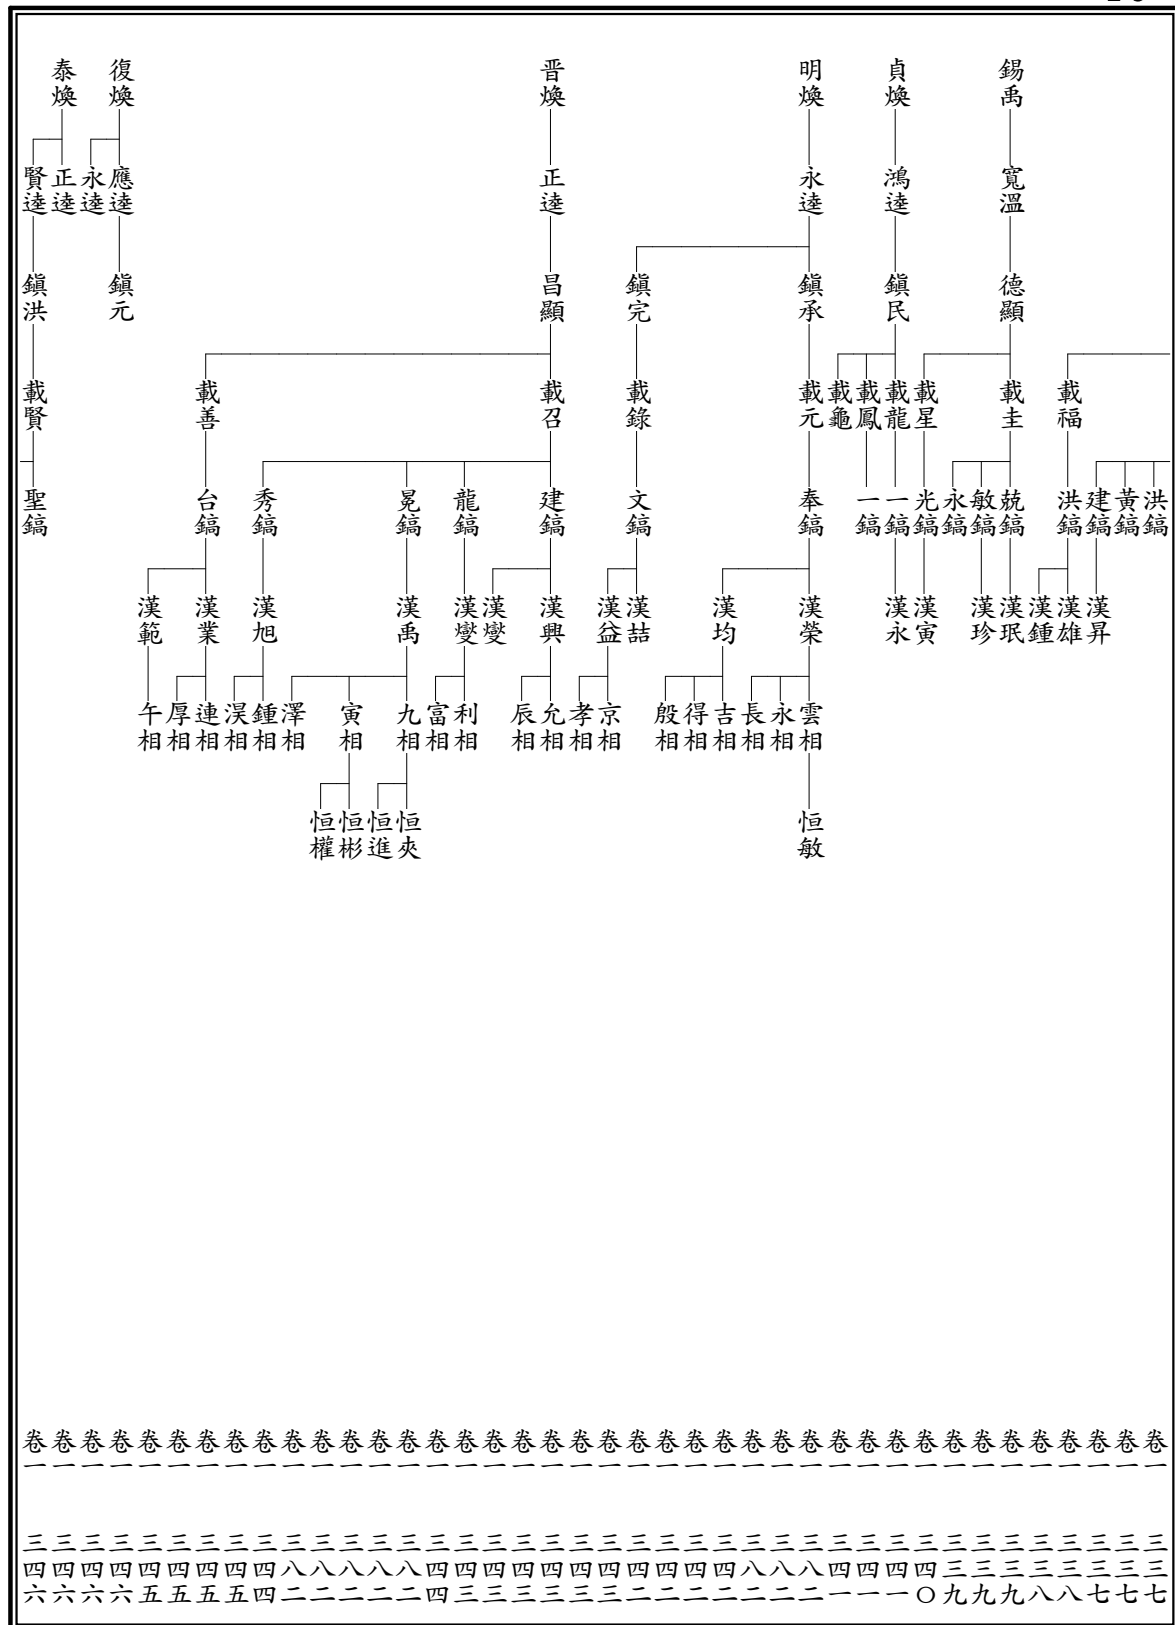 錫禹 貞煥 明煥 晋煥 復煥 泰煥
寬溫 鴻逵 永逵 正逵 應逵 永逵 正逵 賢逵
德顯 鎭民 鎭承 鎭完 昌顯 鎭元 鎭洪
載福 載圭 載星 載龍 載鳳 載龜 載元 載錄 載召 載善 載賢
洪鎬 黃鎬 建鎬 洪鎬 兢鎬 敏鎬 永鎬 光鎬 一鎬 一鎬 奉鎬 文鎬 建鎬 龍鎬 冕鎬 秀鎬 台鎬 聖鎬
漢昇 漢雄 漢鍾 漢珉 漢珍 漢寅 漢永 漢榮 漢均 漢喆 漢益 漢興 漢燮 漢燮 漢禹 漢旭 漢業 漢範
雲相 永相 長相 吉相 得相 殷相 京相 孝相 允相 辰相 利相 富相 九相 寅相 澤相 鍾相 淏相 連相 厚相 午相
恒敏 恒夾 恒進 恒彬 恒權
卷一 三三七
卷一 三三七
卷一 三三七
卷一 三三八
卷一 三三八
卷一 三三九
卷一 三三九
卷一 三三九
卷一 三四〇
卷一 三四一
卷一 三四一
卷一 三四一
卷一 三八二
卷一 三八二
卷一 三八二
卷一 三四二
卷一 三四二
卷一 三四二
卷一 三四二
卷一 三四三
卷一 三四三
卷一 三四三
卷一 三四三
卷一 三四三
卷一 三四三
卷一 三四四
卷一 三八二
卷一 三八二
卷一 三八二
卷一 三八二
卷一 三八二
卷一 三四四
卷一 三四五
卷一 三四五
卷一 三四五
卷一 三四五
卷一 三四六
卷一 三四六
卷一 三四六
卷一 三四六